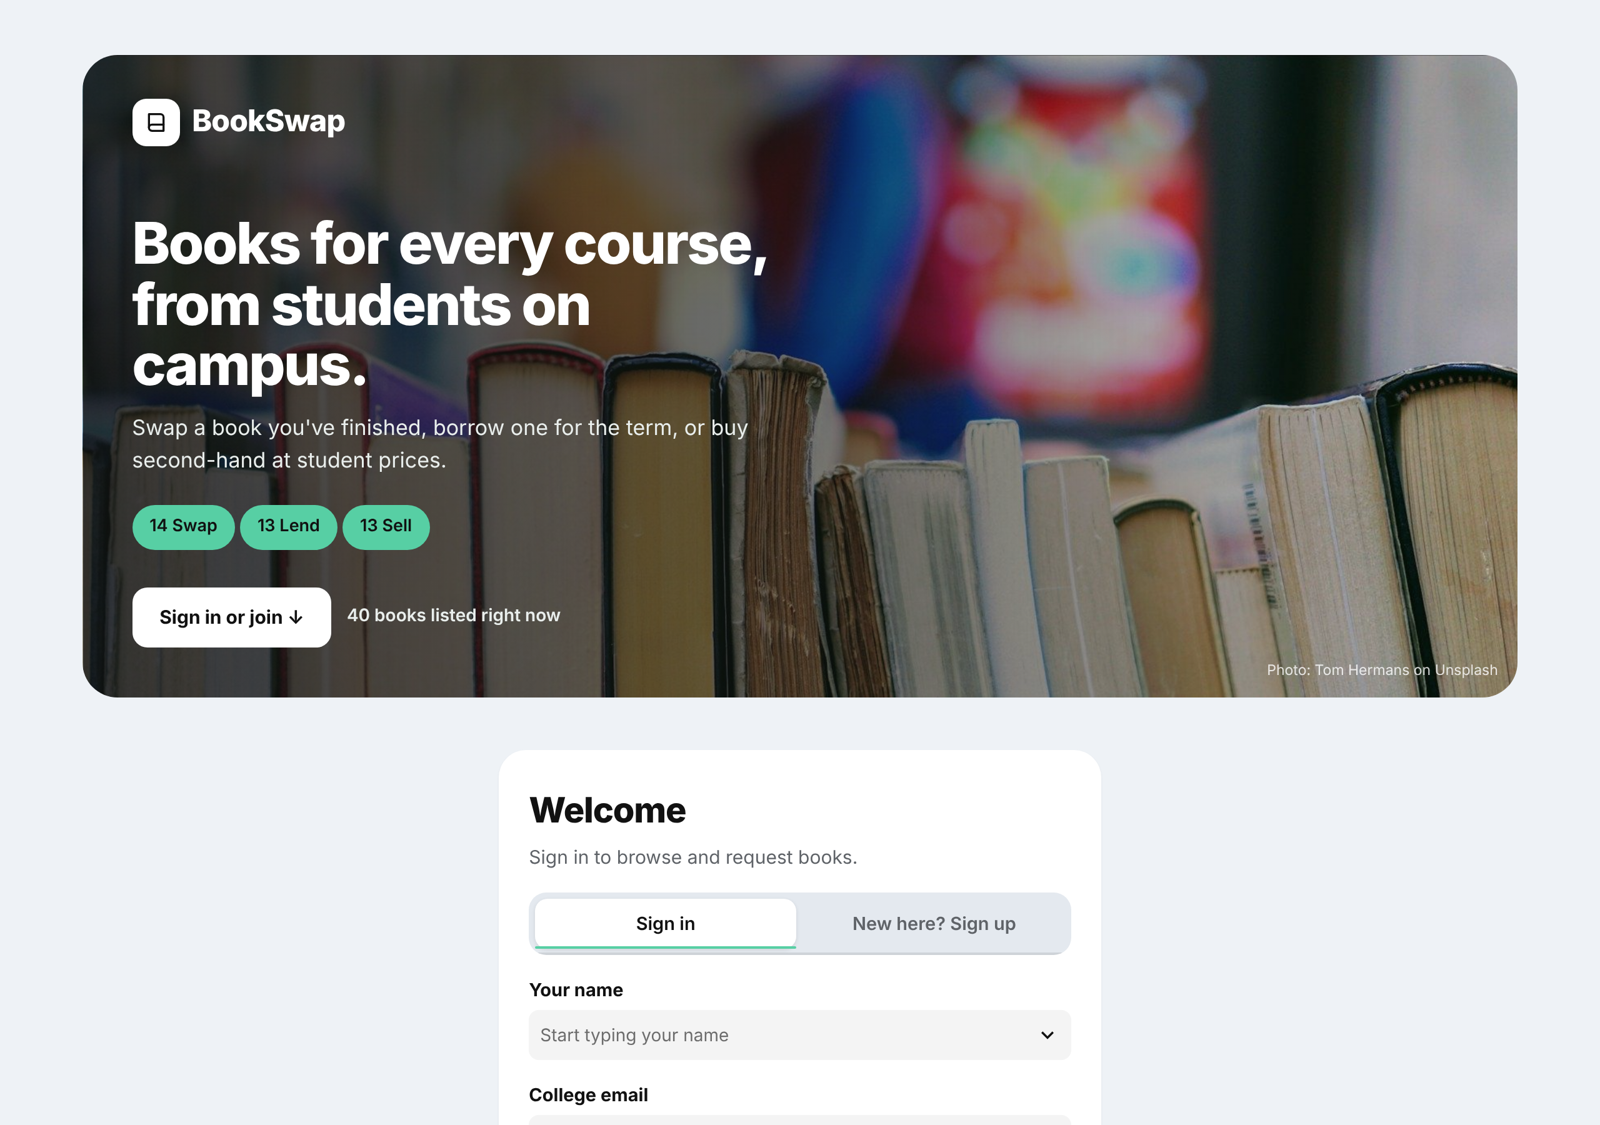 BookSwap
Books for every course,
from students on
campus.
Swap a book you've finished, borrow one for the term, or buy
second-hand at student prices.
14 Swap 13 Lend 13 Sell
Sign in or join ↓ 40 books listed right now
Photo: Tom Hermans on Unsplash
Welcome
Sign in to browse and request books.
Sign in New here? Sign up
Your name
Start typing your name
College email